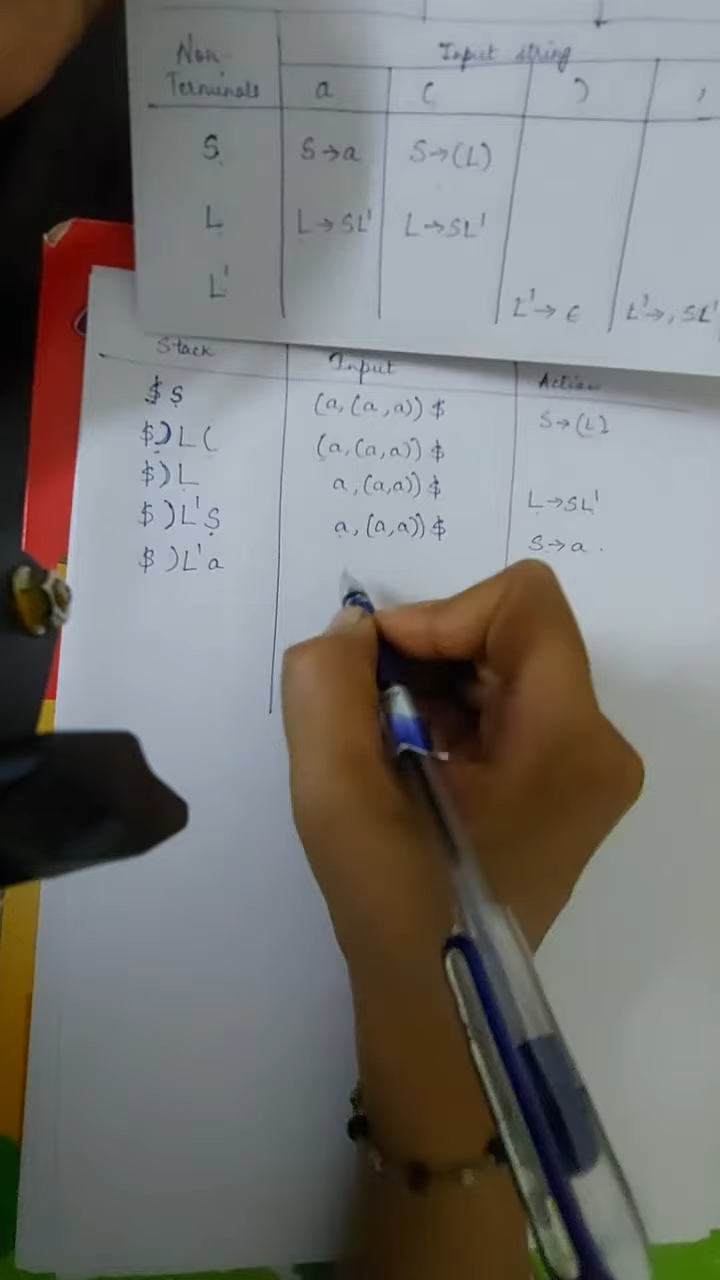 Non- Input string
Terminals a ( ) ,
S S→a S→(L)
L L→SL' L→SL'
L' L'→ϵ L'→,SL'
Stack Input Action
$S (a,(a,a))$ S→(L)
$)L( (a,(a,a))$
$)L a,(a,a))$ L→SL'
$)L'S a,(a,a))$ S→a.
$)L'a